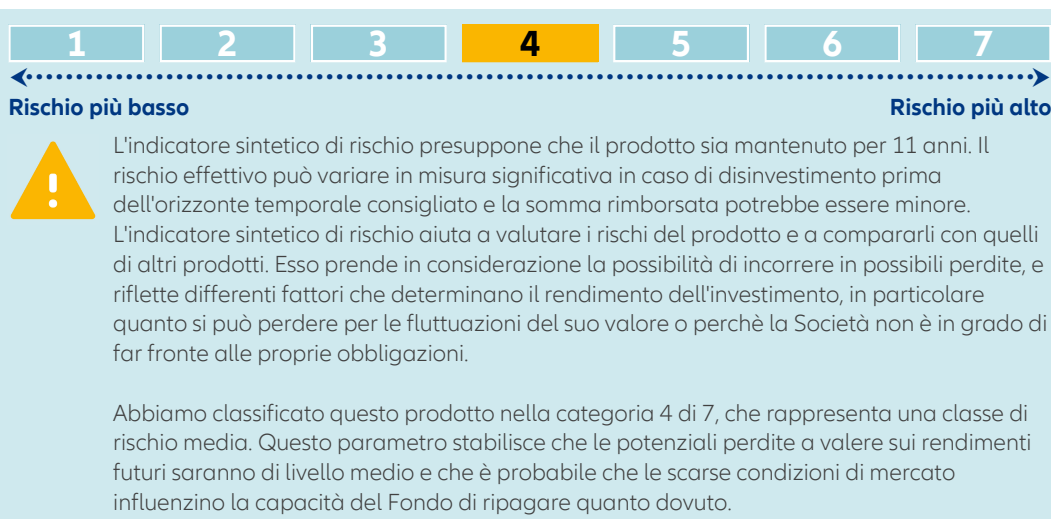 1 2 3 4 5 6 7
Rischio più basso Rischio più alto
L'indicatore sintetico di rischio presuppone che il prodotto sia mantenuto per 11 anni. Il
rischio effettivo può variare in misura significativa in caso di disinvestimento prima
dell'orizzonte temporale consigliato e la somma rimborsata potrebbe essere minore.
L'indicatore sintetico di rischio aiuta a valutare i rischi del prodotto e a compararli con quelli
di altri prodotti. Esso prende in considerazione la possibilità di incorrere in possibili perdite, e
riflette differenti fattori che determinano il rendimento dell'investimento, in particolare
quanto si può perdere per le fluttuazioni del suo valore o perchè la Società non è in grado di
far fronte alle proprie obbligazioni.
Abbiamo classificato questo prodotto nella categoria 4 di 7, che rappresenta una classe di
rischio media. Questo parametro stabilisce che le potenziali perdite a valere sui rendimenti
futuri saranno di livello medio e che è probabile che le scarse condizioni di mercato
influenzino la capacità del Fondo di ripagare quanto dovuto.